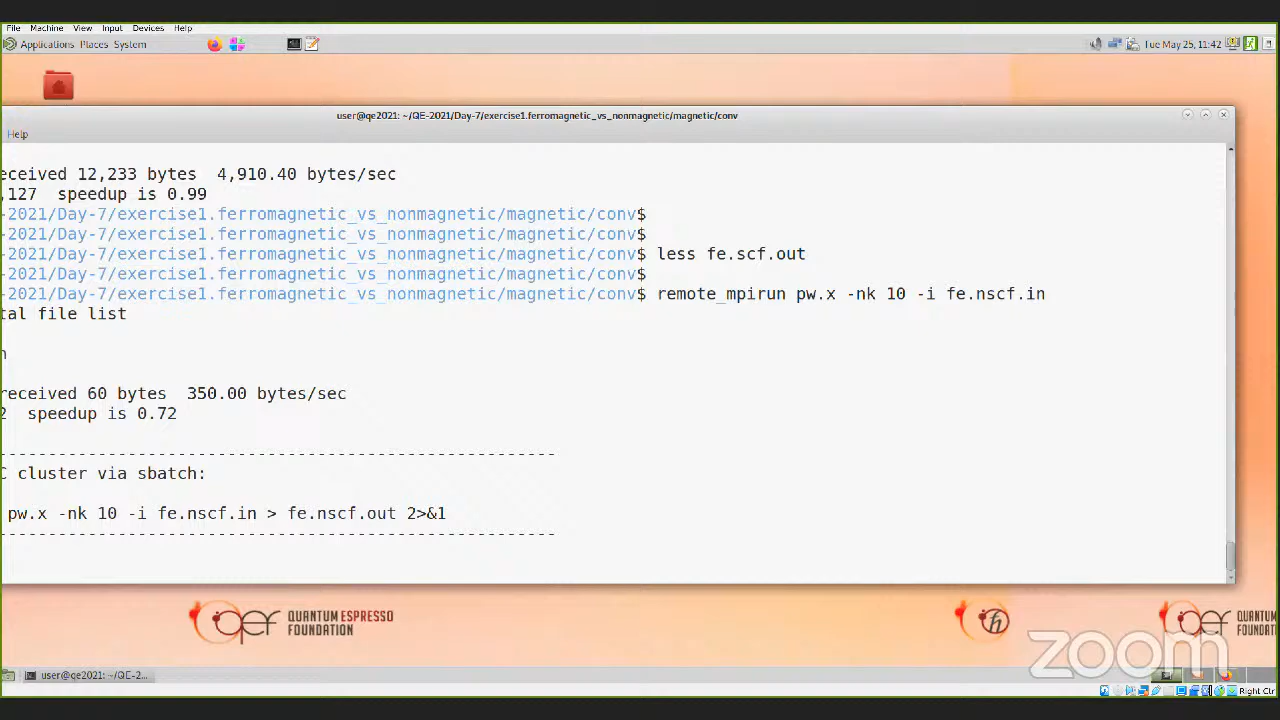 File Machine View Input Devices Help
Applications Places System Tue May 25, 11:42
user@qe2021: ~/QE-2021/Day-7/exercise1.ferromagnetic_vs_nonmagnetic/magnetic/conv
Help
eceived 12,233 bytes 4,910.40 bytes/sec
,127 speedup is 0.99
-2021/Day-7/exercise1.ferromagnetic_vs_nonmagnetic/magnetic/conv$
-2021/Day-7/exercise1.ferromagnetic_vs_nonmagnetic/magnetic/conv$
-2021/Day-7/exercise1.ferromagnetic_vs_nonmagnetic/magnetic/conv$ less fe.scf.out
-2021/Day-7/exercise1.ferromagnetic_vs_nonmagnetic/magnetic/conv$
-2021/Day-7/exercise1.ferromagnetic_vs_nonmagnetic/magnetic/conv$ remote_mpirun pw.x -nk 10 -i fe.nscf.in
tal file list
n
received 60 bytes 350.00 bytes/sec
2 speedup is 0.72
--------------------------------------------------------
C cluster via sbatch:
pw.x -nk 10 -i fe.nscf.in > fe.nscf.out 2>&1
--------------------------------------------------------
QEF QUANTUM ESPRESSO
FOUNDATION
ħ
QEF QUANTUM
FOUNDAT
zoom
user@qe2021: ~/QE-2...
Right Ctr